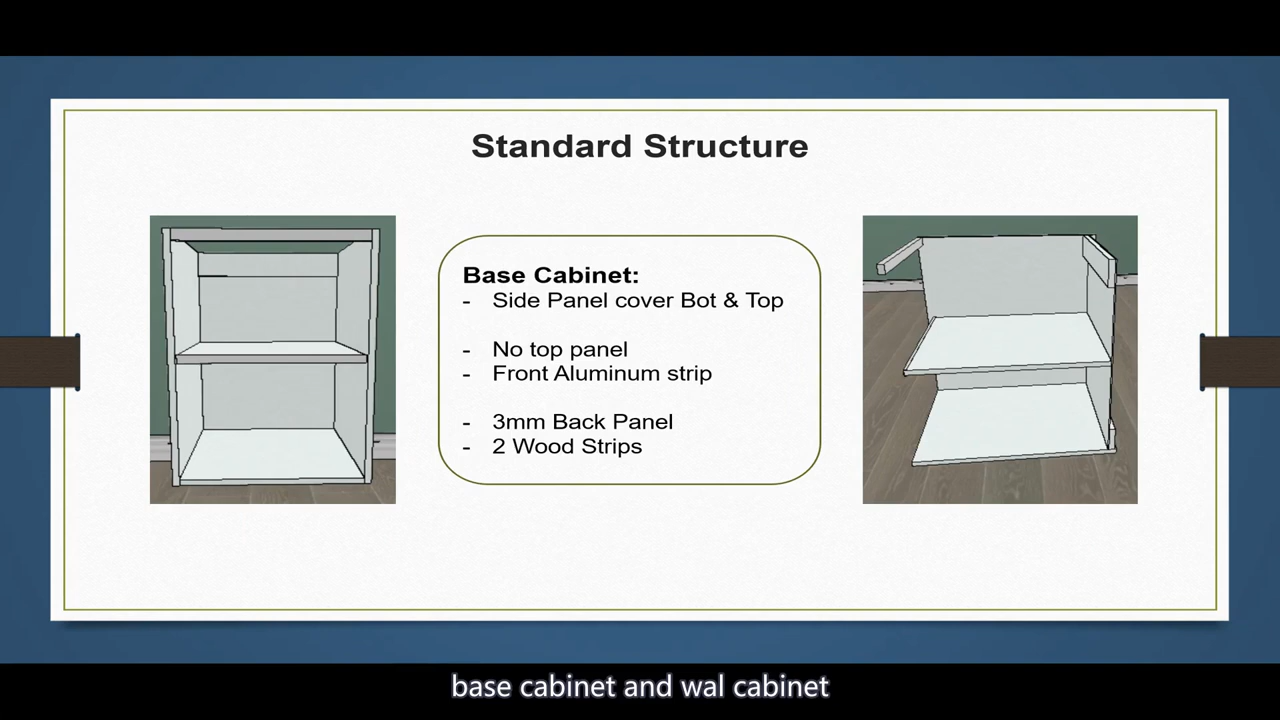 Standard Structure
Base Cabinet:
- Side Panel cover Bot & Top
- No top panel
- Front Aluminum strip
- 3mm Back Panel
- 2 Wood Strips
base cabinet and wal cabinet